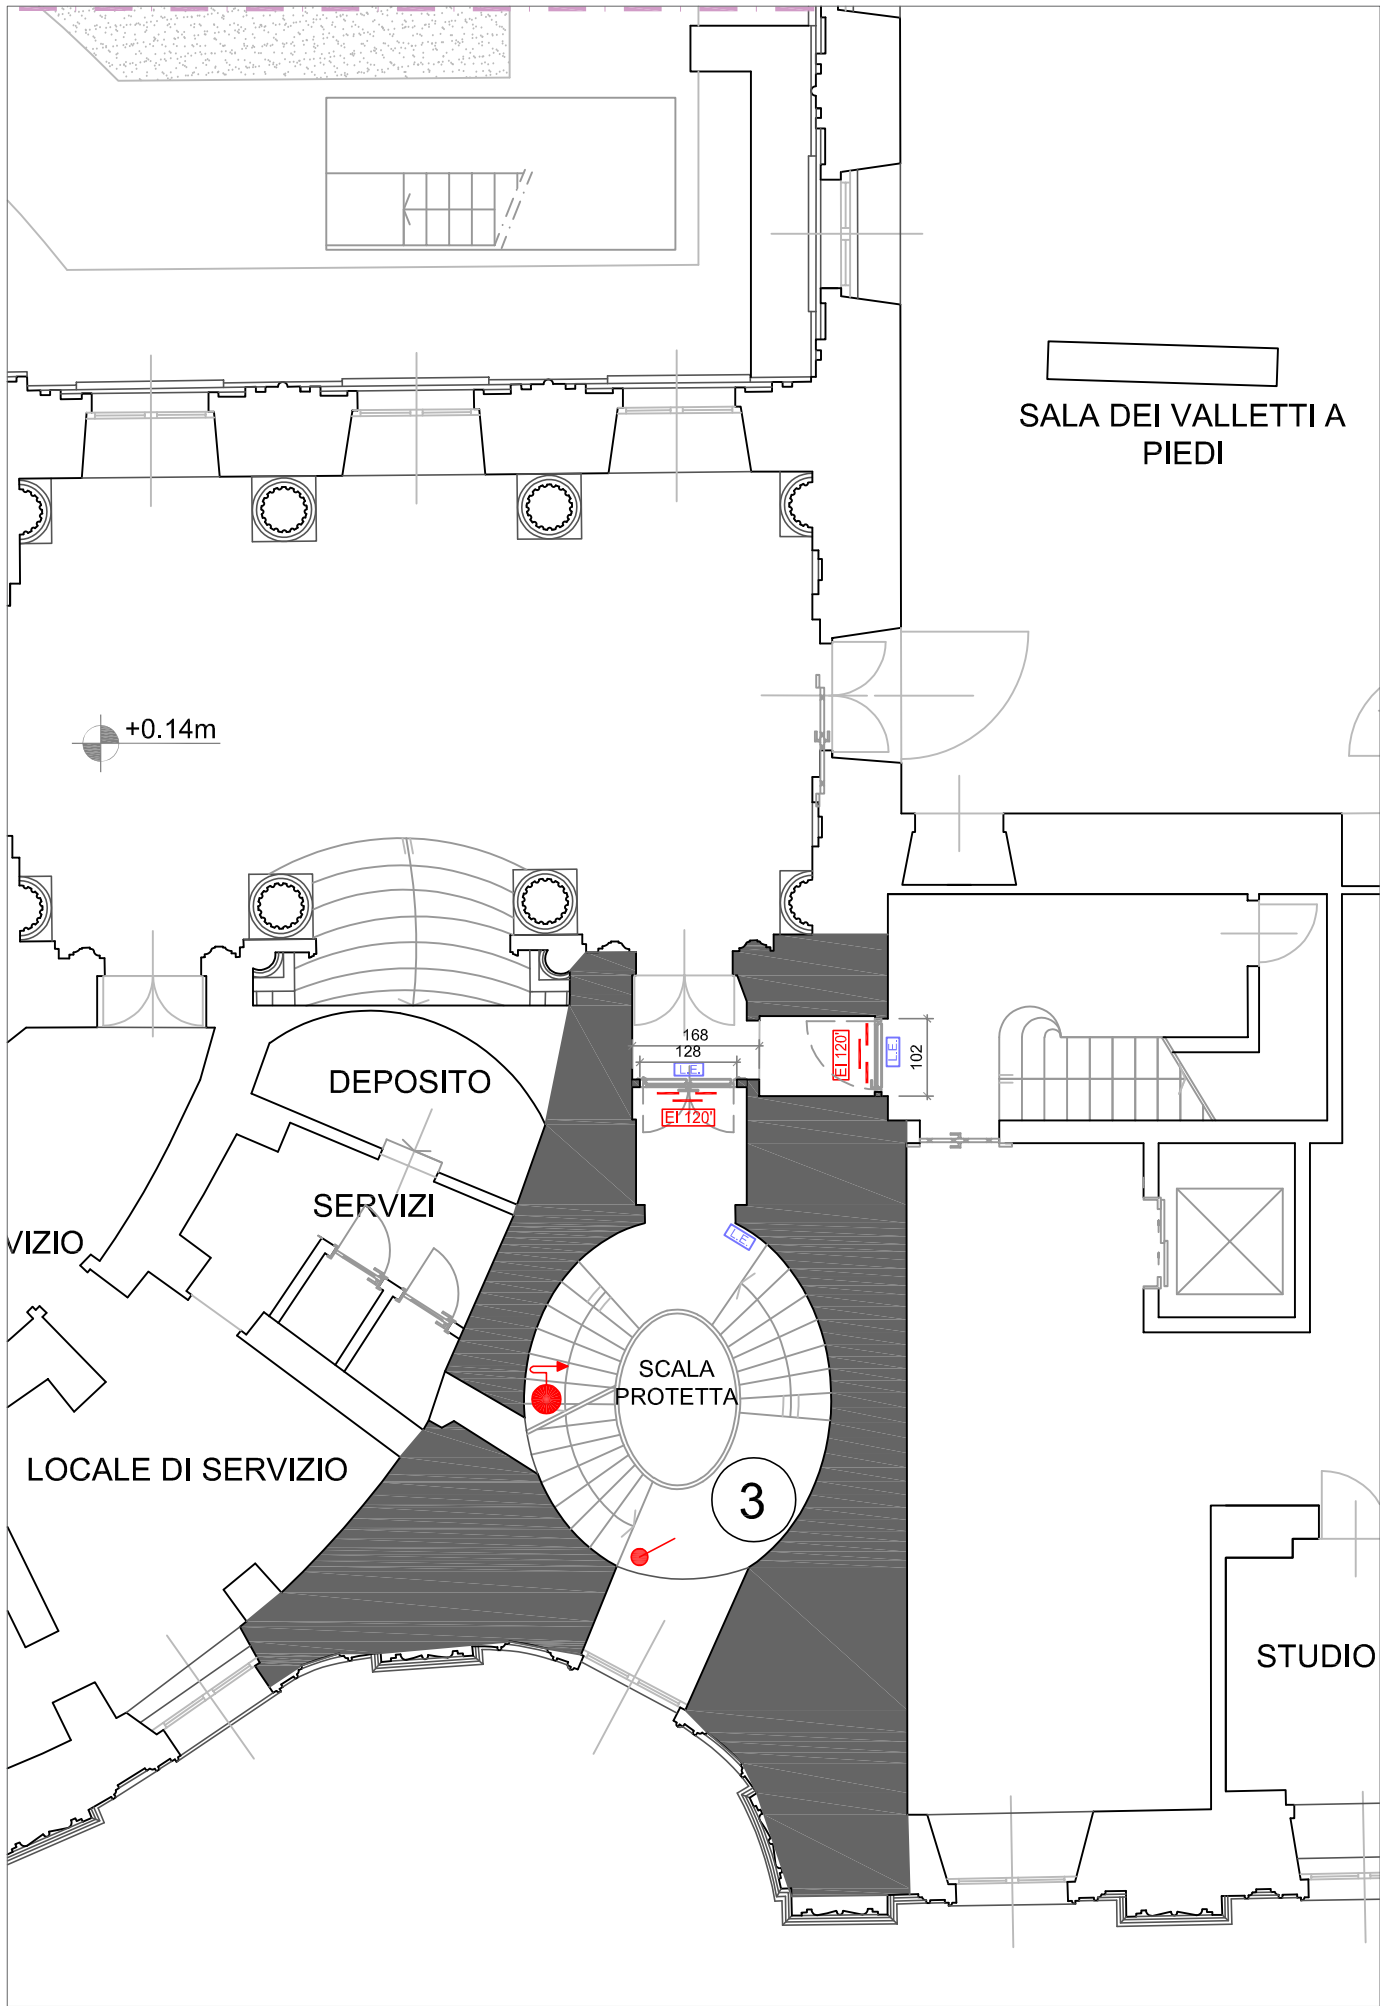 SALA DEI VALLETTI A
PIEDI
+0.14m
168
128
L.E.
EI 120'
EI 120'
L.E.
102
DEPOSITO
SERVIZI
VIZIO
L.E.
SCALA
PROTETTA
LOCALE DI SERVIZIO
3
STUDIO